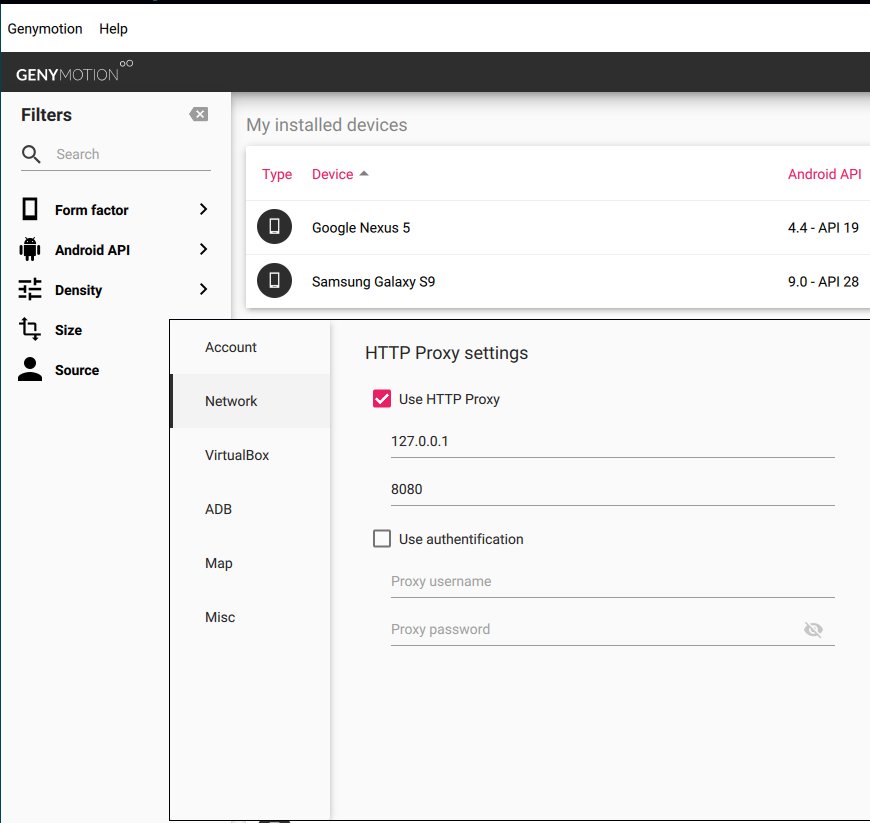 Genymotion Help
GENYMOTION
Filters
Search
Form factor
Android API
Density
Size
Source
My installed devices
Type Device Android API
Google Nexus 5 4.4 - API 19
Samsung Galaxy S9 9.0 - API 28
Account
Network
VirtualBox
ADB
Map
Misc
HTTP Proxy settings
Use HTTP Proxy
127.0.0.1
8080
Use authentification
Proxy username
Proxy password